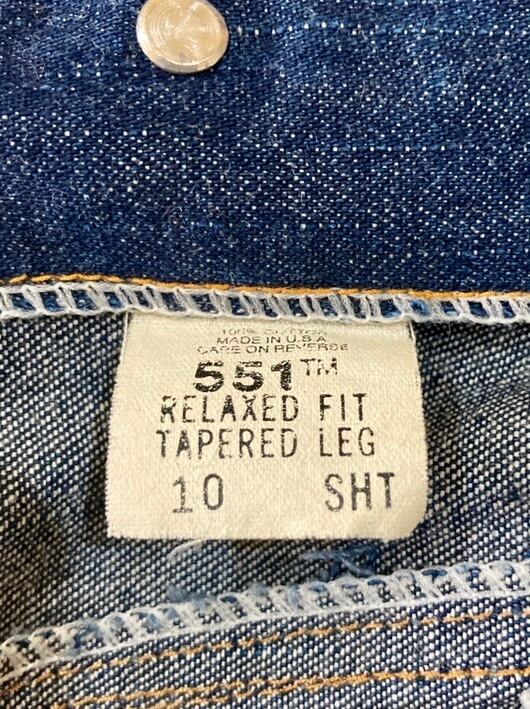 100% COTTON
MADE IN U.S.A
CARE ON REVERSE
551™
RELAXED FIT
TAPERED LEG
10 SHT